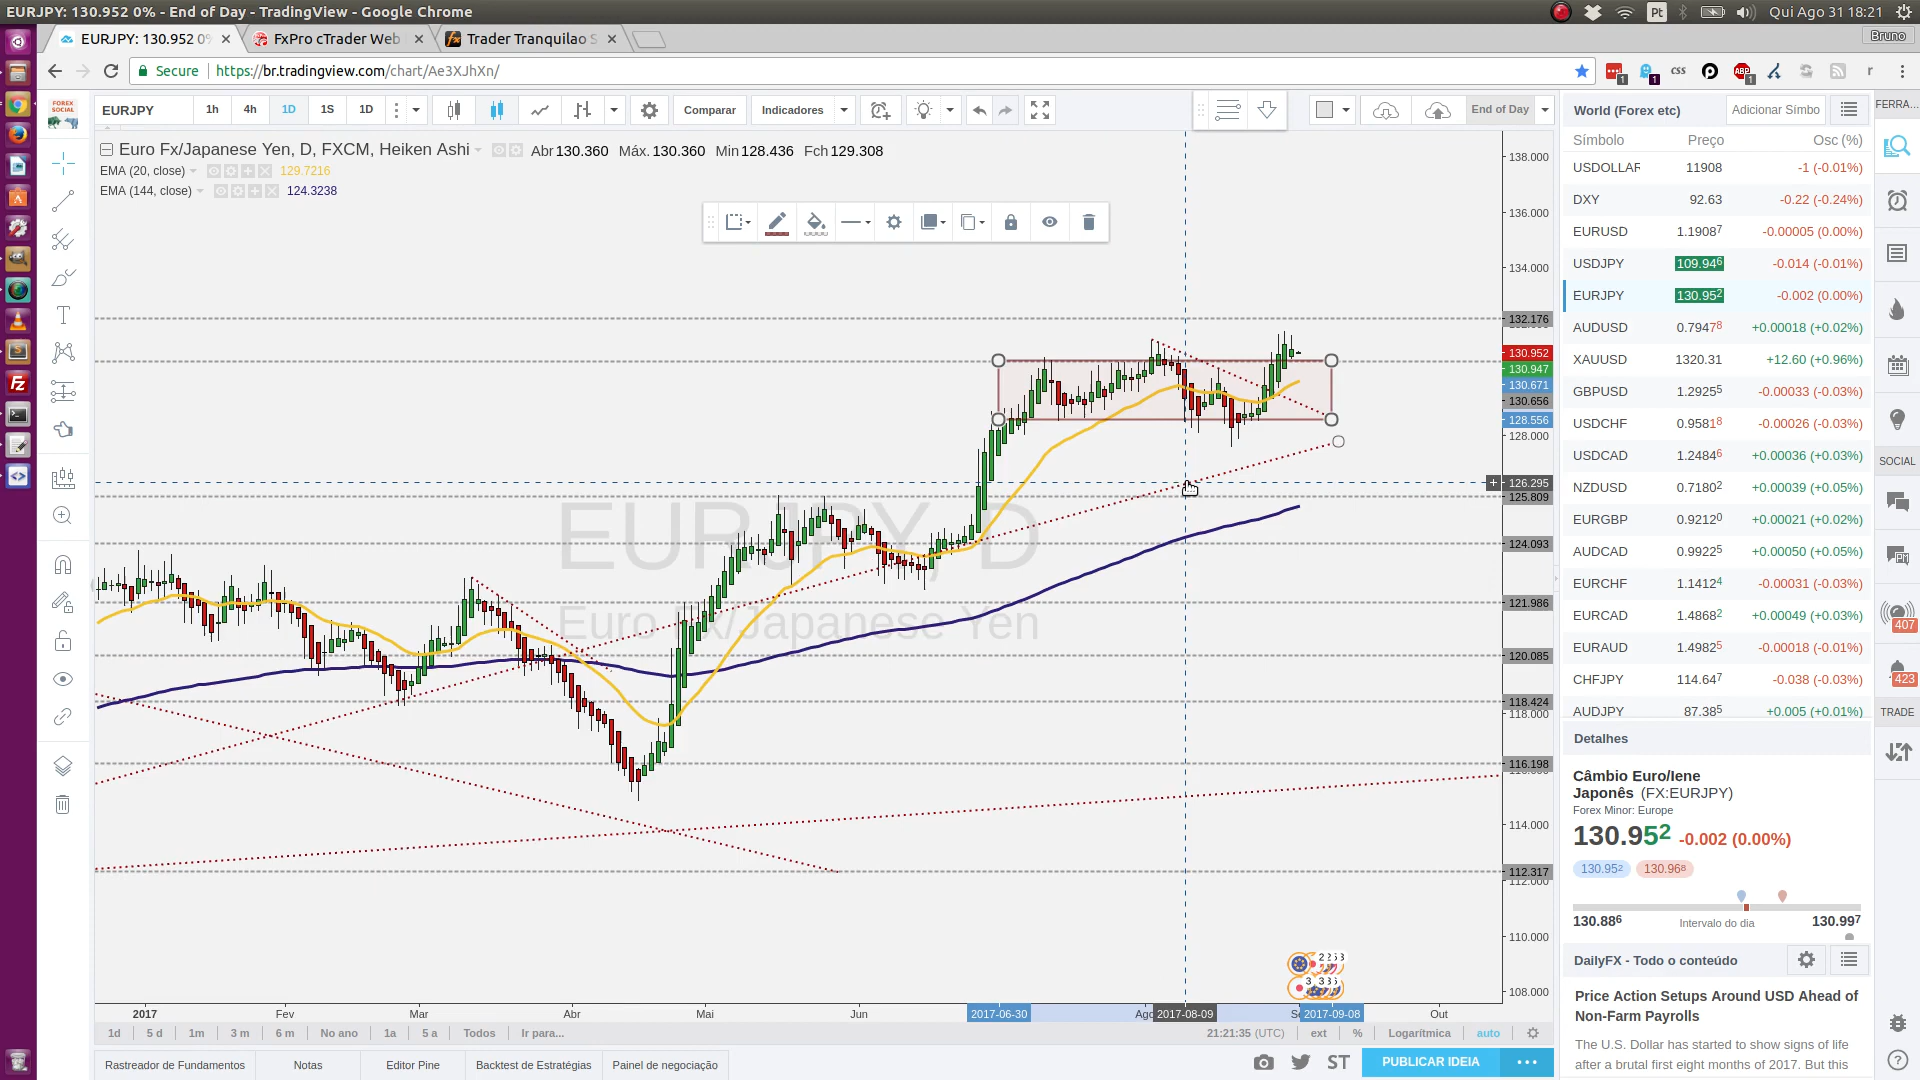 EURJPY: 130.952 0% - End of Day - TradingView - Google Chrome
Pt
Qui Ago 31 18:21
EURJPY: 130.952 0%
FxPro cTrader Web
Trader Tranquilao S
Bruno
Secure
https://br.tradingview.com/chart/Ae3XJhXn/
EURJPY
1h
4h
1D
1S
1D
Comparar
Indicadores
End of Day
World (Forex etc)
Adicionar Símbo
FERRA...
Euro Fx/Japanese Yen, D, FXCM, Heiken Ashi
Abr 130.360 Máx. 130.360 Min 128.436 Fch 129.308
EMA (20, close)
129.7216
EMA (144, close)
124.3238
Símbolo Preço Osc (%)
USDOLLAR 11908 -1 (-0.01%)
DXY 92.63 -0.22 (-0.24%)
EURUSD 1.19087 -0.00005 (0.00%)
USDJPY 109.946 -0.014 (-0.01%)
EURJPY 130.952 -0.002 (0.00%)
AUDUSD 0.79478 +0.00018 (+0.02%)
XAUUSD 1320.31 +12.60 (+0.96%)
GBPUSD 1.29255 -0.00033 (-0.03%)
USDCHF 0.95818 -0.00026 (-0.03%)
USDCAD 1.24846 +0.00036 (+0.03%)
NZDUSD 0.71802 +0.00039 (+0.05%)
EURGBP 0.92120 +0.00021 (+0.02%)
AUDCAD 0.99225 +0.00050 (+0.05%)
EURCHF 1.14124 -0.00031 (-0.03%)
EURCAD 1.48682 +0.00049 (+0.03%)
EURAUD 1.49825 -0.00018 (-0.01%)
CHFJPY 114.647 -0.038 (-0.03%)
AUDJPY 87.385 +0.005 (+0.01%)
SOCIAL
407
423
TRADE
138.000
136.000
134.000
132.176
130.952
130.947
130.671
130.656
128.556
128.000
126.295
125.809
124.093
121.986
120.085
118.424
118.000
116.198
114.000
112.317
112.000
110.000
108.000
EURJPY, D
Euro Fx/Japanese Yen
Detalhes
Câmbio Euro/Iene
Japonês (FX:EURJPY)
Forex Minor: Europe
130.952 -0.002 (0.00%)
130.952 130.968
130.886 Intervalo do dia 130.997
DailyFX - Todo o conteúdo
Price Action Setups Around USD Ahead of
Non-Farm Payrolls
The U.S. Dollar has started to show signs of life
after a brutal first eight months of 2017. But this
2017 Fev Mar Abr Mai Jun 2017-06-30 Ago 2017-08-09 Se 2017-09-08 Out
1d 5 d 1m 3 m 6 m No ano 1a 5 a Todos Ir para...
21:21:35 (UTC) ext % Logarítmica auto
Rastreador de Fundamentos
Notas
Editor Pine
Backtest de Estratégias
Painel de negociação
ST
PUBLICAR IDEIA